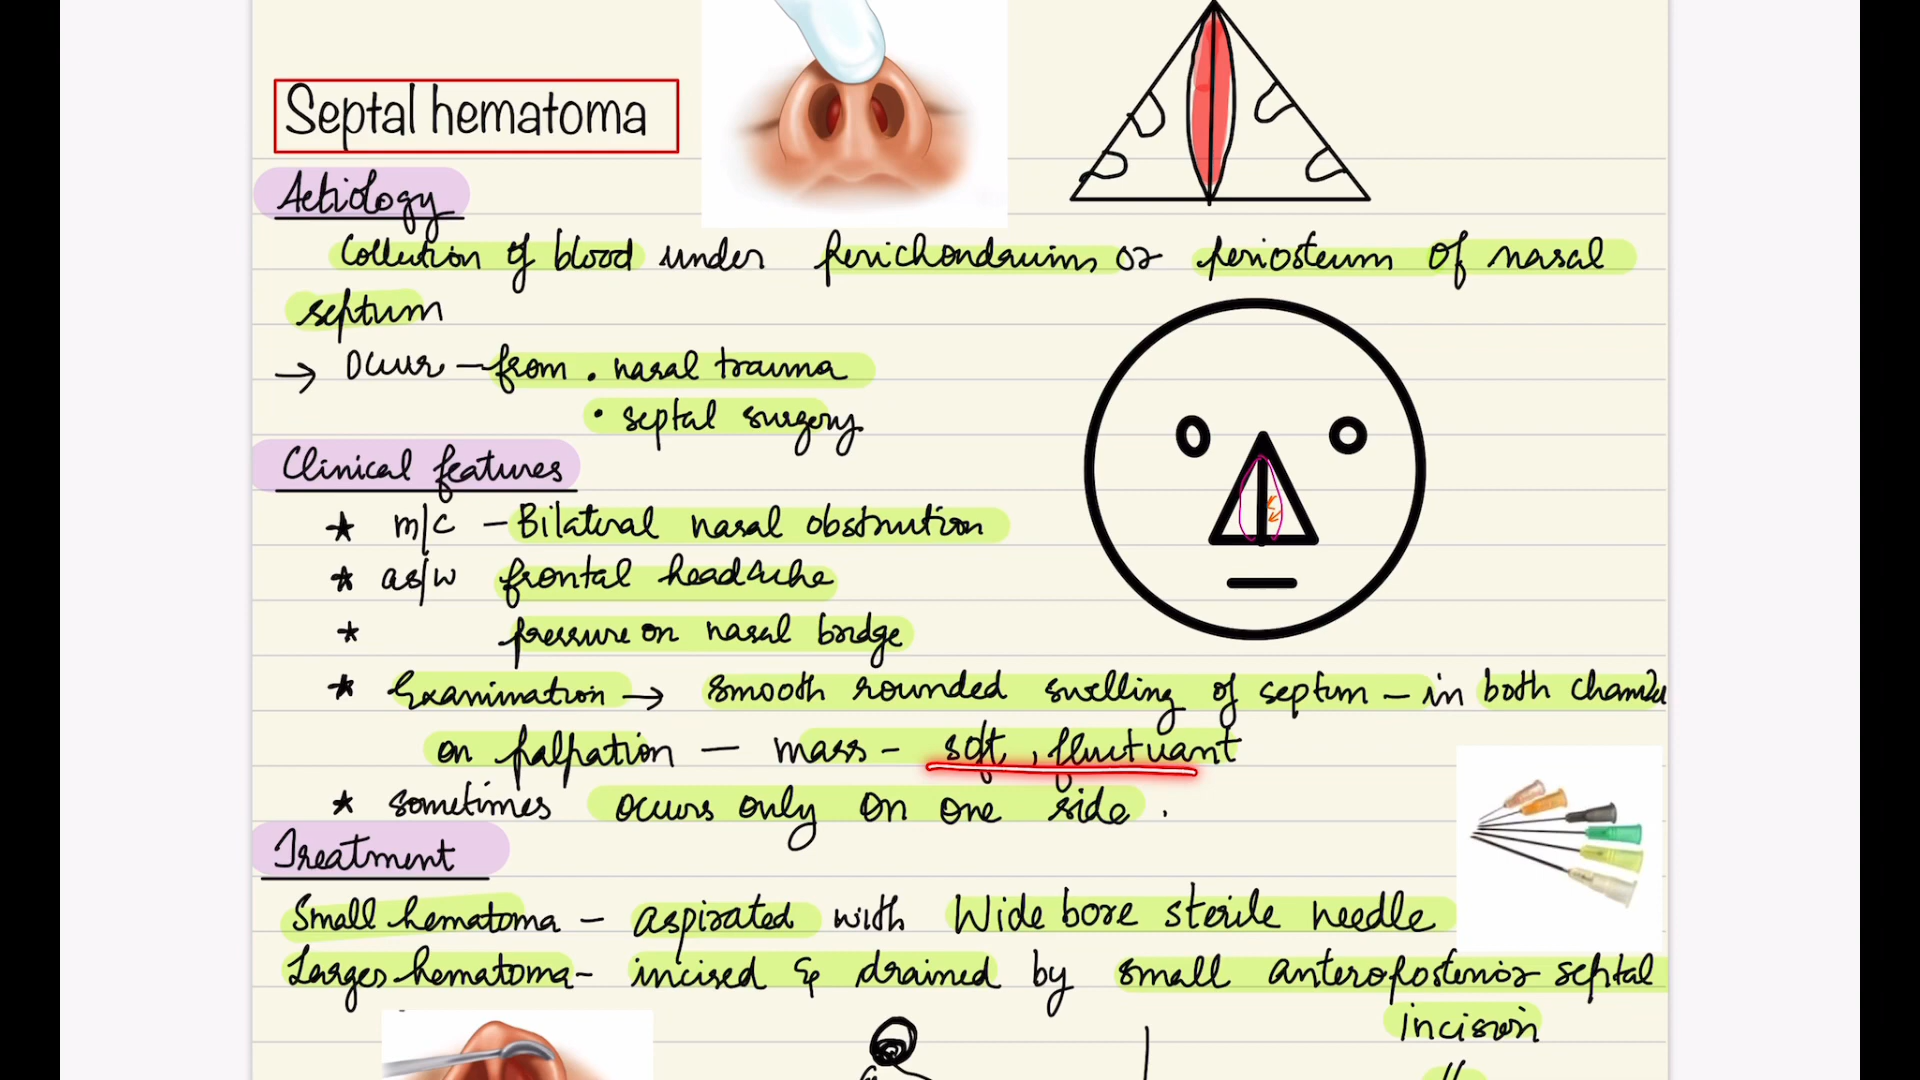 Septal hematoma
Aetiology
Collection of blood under perichondrium or periosteum of nasal
septum
→ Occur – from • nasal trauma
• septal surgery
Clinical features
★ m/c – Bilateral nasal obstruction
★ as/w frontal headache
★ pressure on nasal bridge
★ Examination → smooth rounded swelling of septum – in both
on palpation – mass – soft, fluctuant
★ sometimes occurs only on one side.
Treatment
Small hematoma – aspirated with Wide bore sterile needle
Larges hematoma – incised & drained by small anteroposterior septal
incision